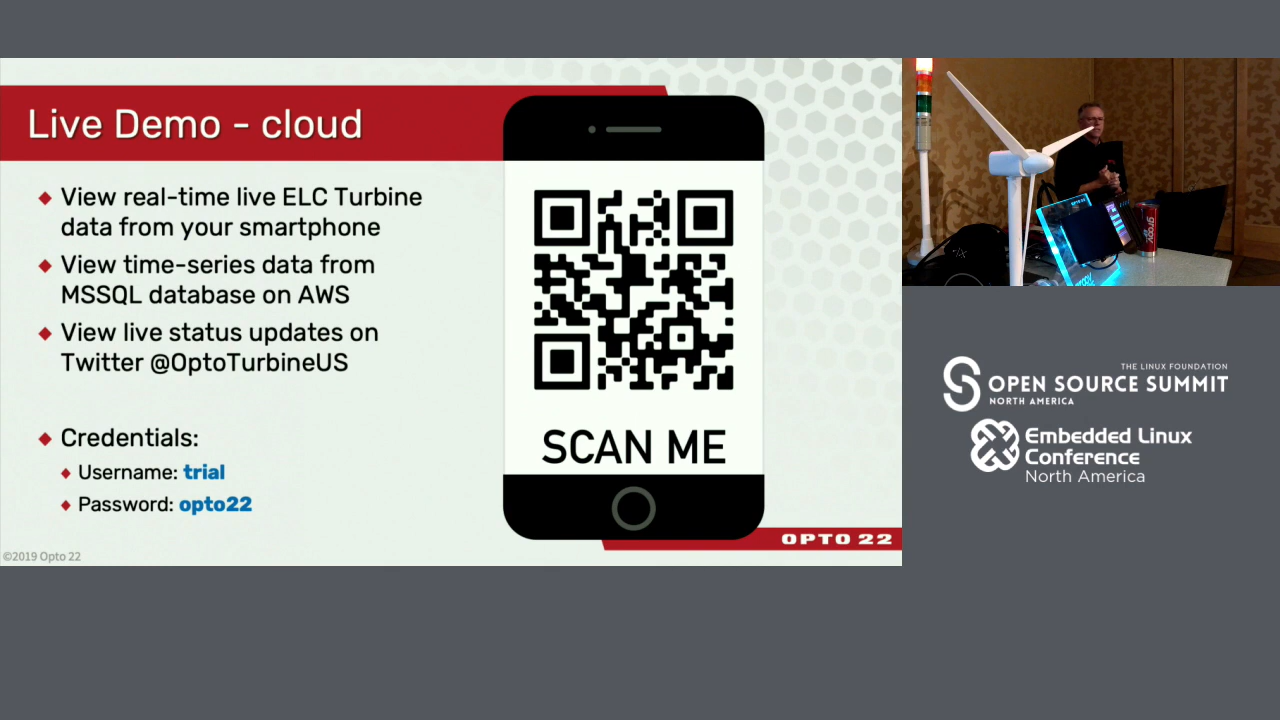 Live Demo - cloud
View real-time live ELC Turbine
data from your smartphone
View time-series data from
MSSQL database on AWS
View live status updates on
Twitter @OptoTurbineUS
Credentials:
Username: trial
Password: opto22
©2019 Opto 22
SCAN ME
OPTO 22
groov
THE LINUX FOUNDATION
OPEN SOURCE SUMMIT
NORTH AMERICA
Embedded Linux
Conference
North America